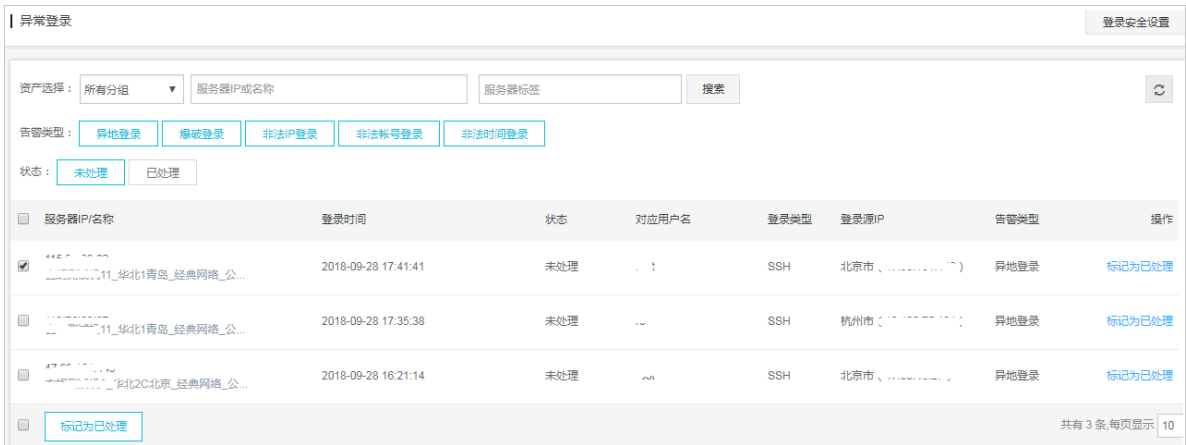 异常登录
登录安全设置
资产选择： 所有分组 服务器IP或名称 服务器标签 搜索
告警类型： 异地登录 爆破登录 非法IP登录 非法帐号登录 非法时间登录
状态： 未处理 已处理
服务器IP/名称 登录时间 状态 对应用户名 登录类型 登录源IP 告警类型 操作
11_华北1青岛_经典网络_公... 2018-09-28 17:41:41 未处理 SSH 北京市 ( ) 异地登录 标记为已处理
_11_华北1青岛_经典网络_公... 2018-09-28 17:35:38 未处理 SSH 杭州市 ( ) 异地登录 标记为已处理
_华北2C北京_经典网络_公... 2018-09-28 16:21:14 未处理 SSH 北京市 ( ) 异地登录 标记为已处理
标记为已处理 共有 3 条,每页显示 10